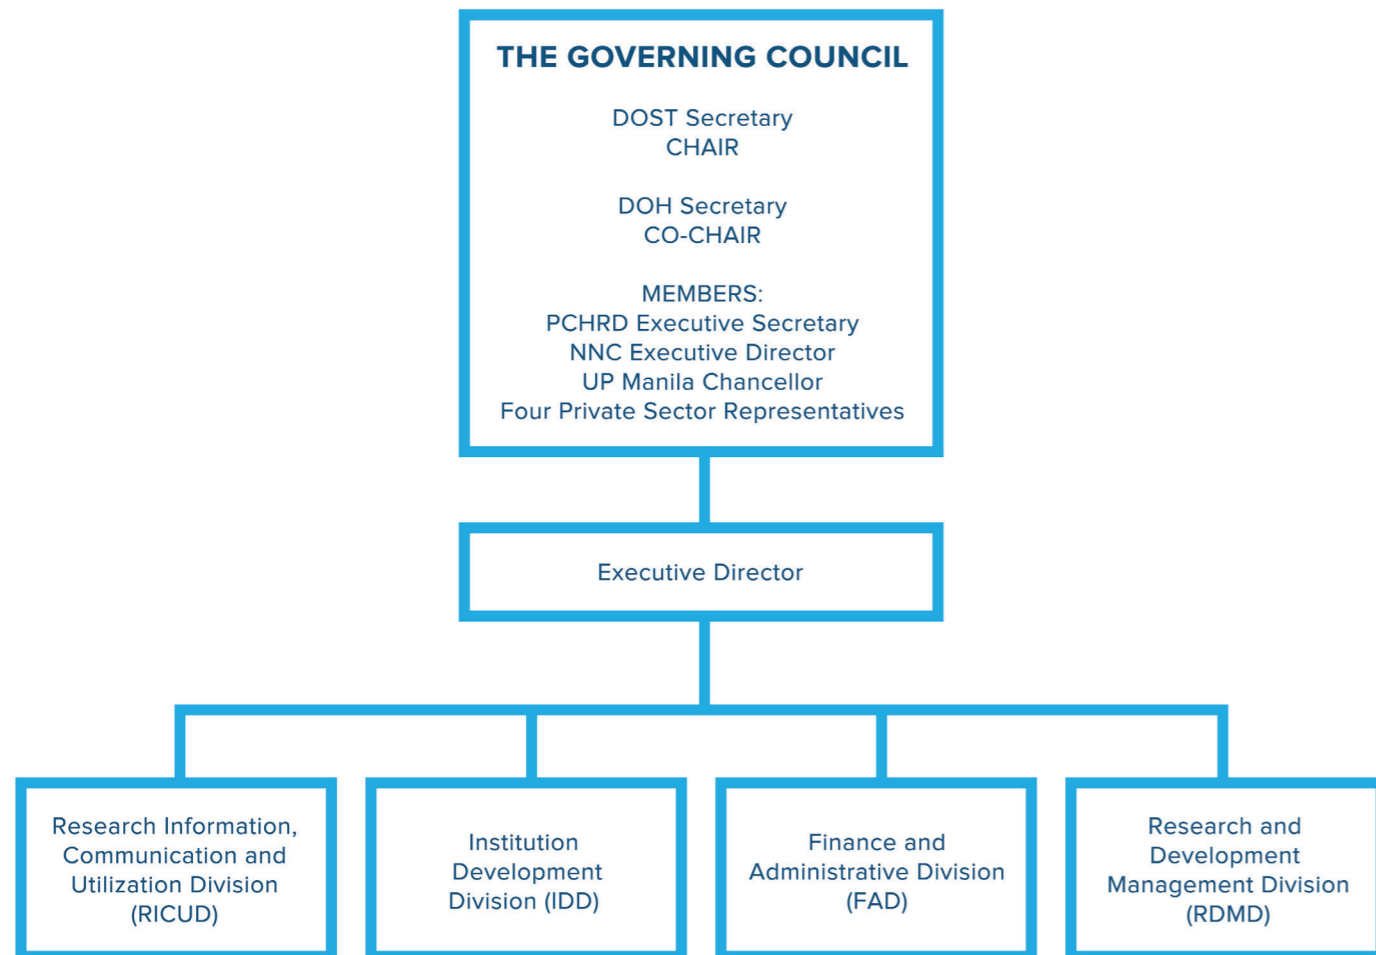 THE GOVERNING COUNCIL
DOST Secretary
CHAIR
DOH Secretary
CO-CHAIR
MEMBERS:
PCHRD Executive Secretary
NNC Executive Director
UP Manila Chancellor
Four Private Sector Representatives
Executive Director
Research Information,
Communication and
Utilization Division
(RICUD)
Institution
Development
Division (IDD)
Finance and
Administrative Division
(FAD)
Research and
Development
Management Division
(RDMD)